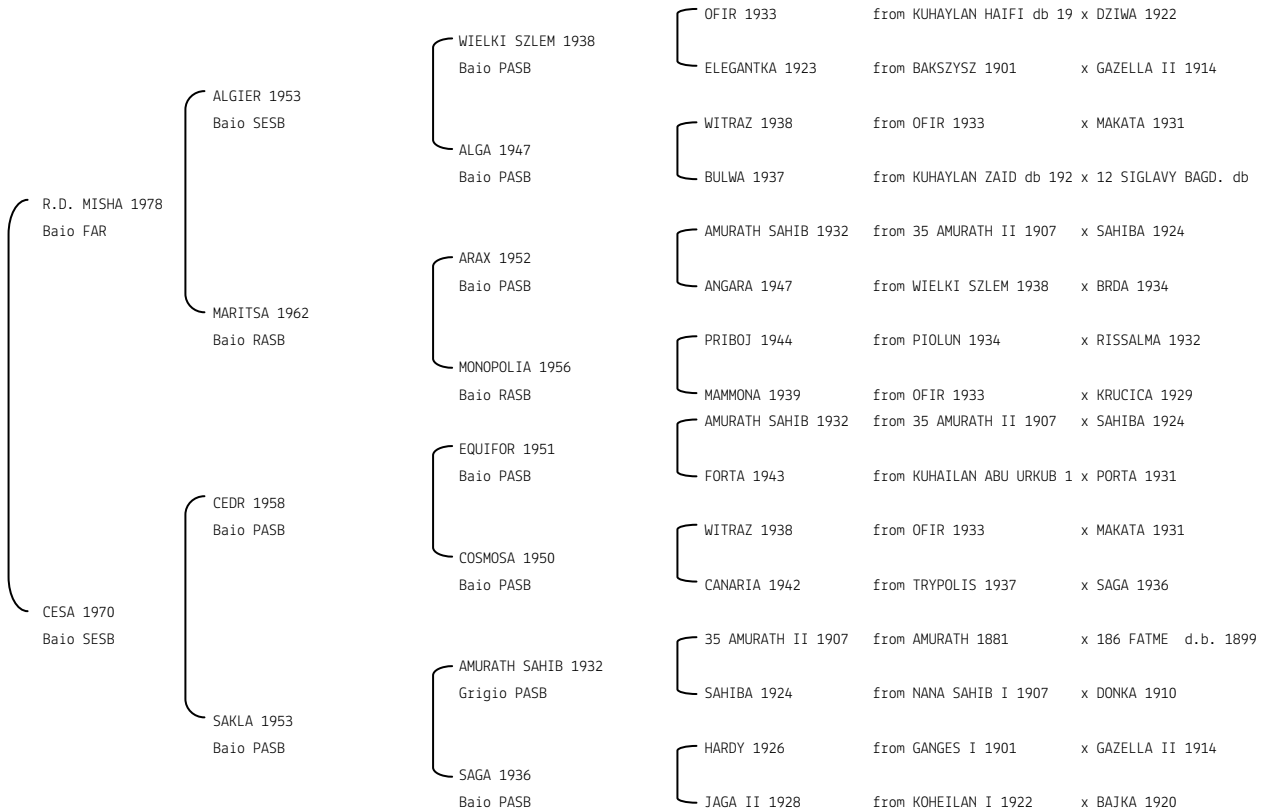 OFIR 1933 from KUHAYLAN HAIFI db 19 x DZIWA 1922
WIELKI SZLEM 1938
Baio PASB
ELEGANTKA 1923 from BAKSZYSZ 1901 x GAZELLA II 1914
ALGIER 1953
Baio SESB
WITRAZ 1938 from OFIR 1933 x MAKATA 1931
ALGA 1947
Baio PASB
BULWA 1937 from KUHAYLAN ZAID db 192 x 12 SIGLAVY BAGD. db
R.D. MISHA 1978
Baio FAR
AMURATH SAHIB 1932 from 35 AMURATH II 1907 x SAHIBA 1924
ARAX 1952
Baio PASB
ANGARA 1947 from WIELKI SZLEM 1938 x BRDA 1934
MARITSA 1962
Baio RASB
PRIBOJ 1944 from PIOLUN 1934 x RISSALMA 1932
MONOPOLIA 1956
Baio RASB
MAMMONA 1939 from OFIR 1933 x KRUCICA 1929
AMURATH SAHIB 1932 from 35 AMURATH II 1907 x SAHIBA 1924
EQUIFOR 1951
Baio PASB
FORTA 1943 from KUHAILAN ABU URKUB 1 x PORTA 1931
CEDR 1958
Baio PASB
WITRAZ 1938 from OFIR 1933 x MAKATA 1931
COSMOSA 1950
Baio PASB
CANARIA 1942 from TRYPOLIS 1937 x SAGA 1936
CESA 1970
Baio SESB
35 AMURATH II 1907 from AMURATH 1881 x 186 FATME d.b. 1899
AMURATH SAHIB 1932
Grigio PASB
SAHIBA 1924 from NANA SAHIB I 1907 x DONKA 1910
SAKLA 1953
Baio PASB
HARDY 1926 from GANGES I 1901 x GAZELLA II 1914
SAGA 1936
Baio PASB
JAGA II 1928 from KOHEILAN I 1922 x BAJKA 1920